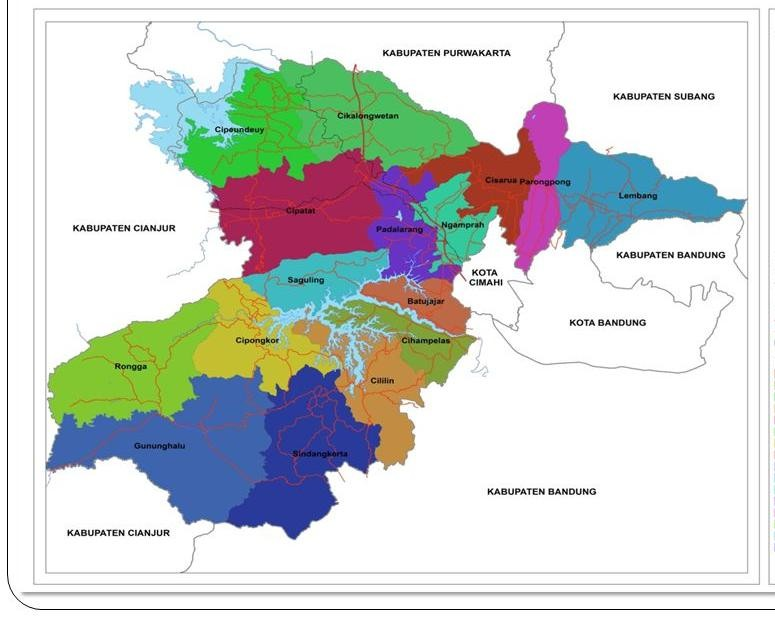 KABUPATEN PURWAKARTA
KABUPATEN SUBANG
Cikalongwetan
Cipeundeuy
Cisarua
Parongpong
Lembang
Cipatat
KABUPATEN CIANJUR
Padalarang
Ngamprah
KABUPATEN BANDUNG
KOTA
CIMAHI
Saguling
Batujajar
KOTA BANDUNG
Cipongkor
Cihampelas
Rongga
Cililin
Gununghalu
Sindangkerta
KABUPATEN BANDUNG
KABUPATEN CIANJUR